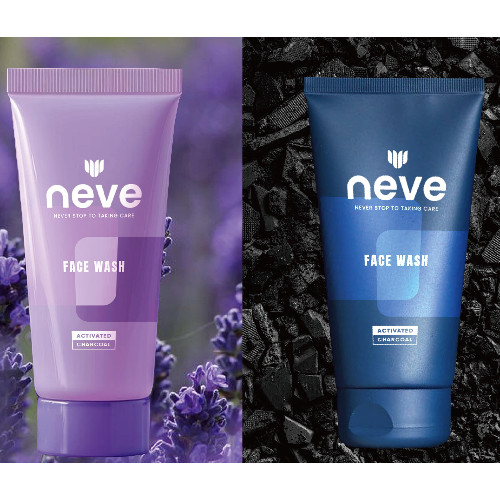 neve
NEVER STOP TO TAKING CARE
FACE WASH
ACTIVATED
CHARCOAL
neve
NEVER STOP TO TAKING CARE
FACE WASH
ACTIVATED
CHARCOAL